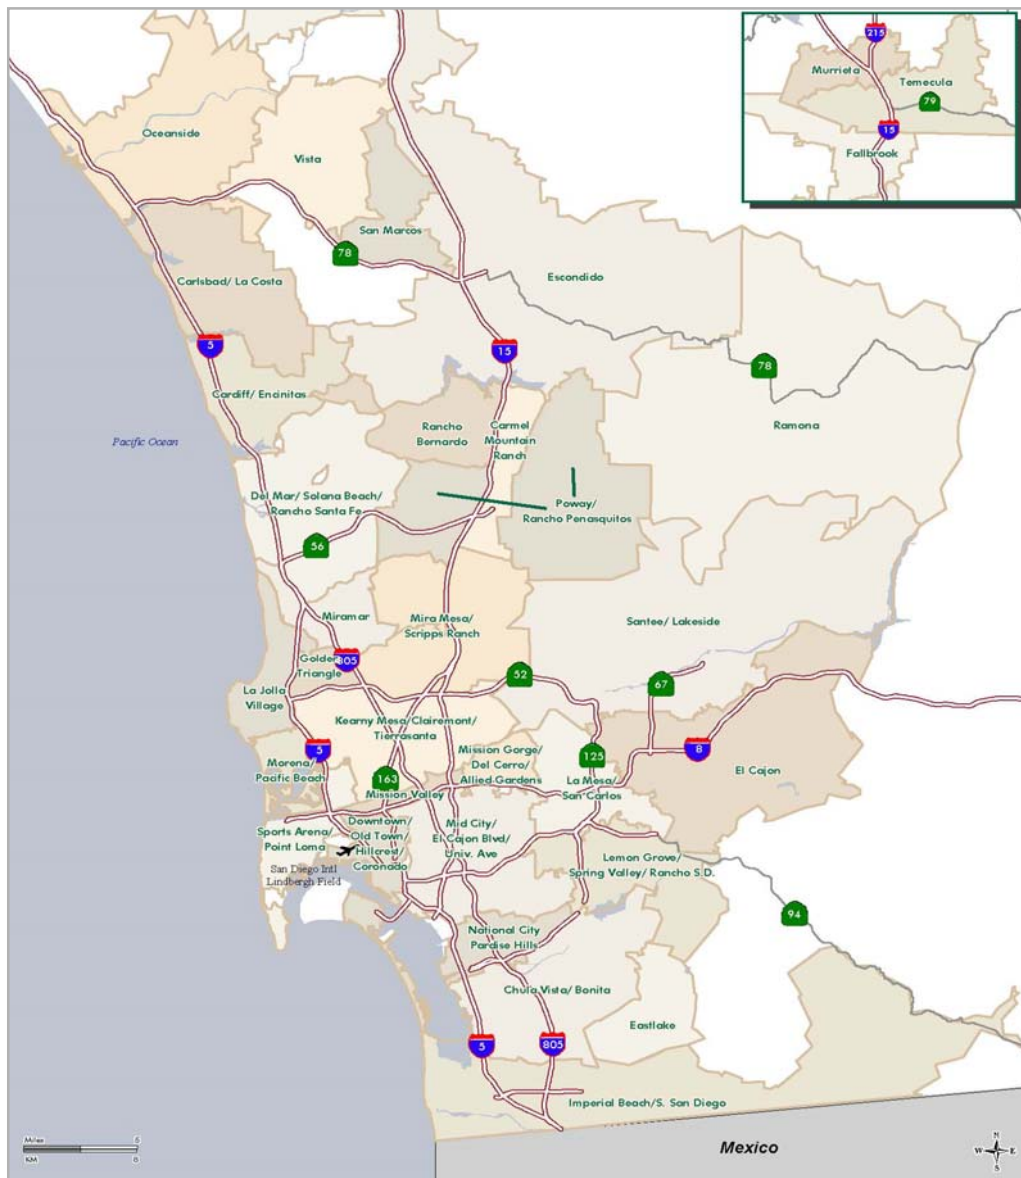 215
Murrieta
Temecula
79
15
Fallbrook
Oceanside
Vista
San Marcos
78
Carlsbad/ La Costa
Escondido
5
15
78
Cardiff/ Encinitas
Rancho
Bernardo
Carmel
Mountain
Ranch
Ramona
Pacific Ocean
Del Mar/ Solana Beach/
Rancho Santa Fe
Poway/
Rancho Penasquitos
56
Miramar
Mira Mesa/
Scripps Ranch
Santee/ Lakeside
Golden
Triangle
805
52
67
La Jolla
Village
Kearny Mesa/Clairemont/
Tierrasanta
5
Mission Gorge/
Del Cerro/
Allied Gardens
125
8
Morena/
Pacific Beach
163
Mission Valley
La Mesa/
San Carlos
El Cajon
Sports Arena/
Point Loma
Downtown/
Old Town/
Hillcrest/
Coronado
Mid City/
El Cajon Blvd/
Univ. Ave
Lemon Grove/
Spring Valley/ Rancho S.D.
San Diego Intl
Lindbergh Field
94
National City
Pardise Hills
Chula Vista/ Bonita
Eastlake
5
805
Imperial Beach/S. San Diego
Miles
KM
Mexico
N
W
E
S